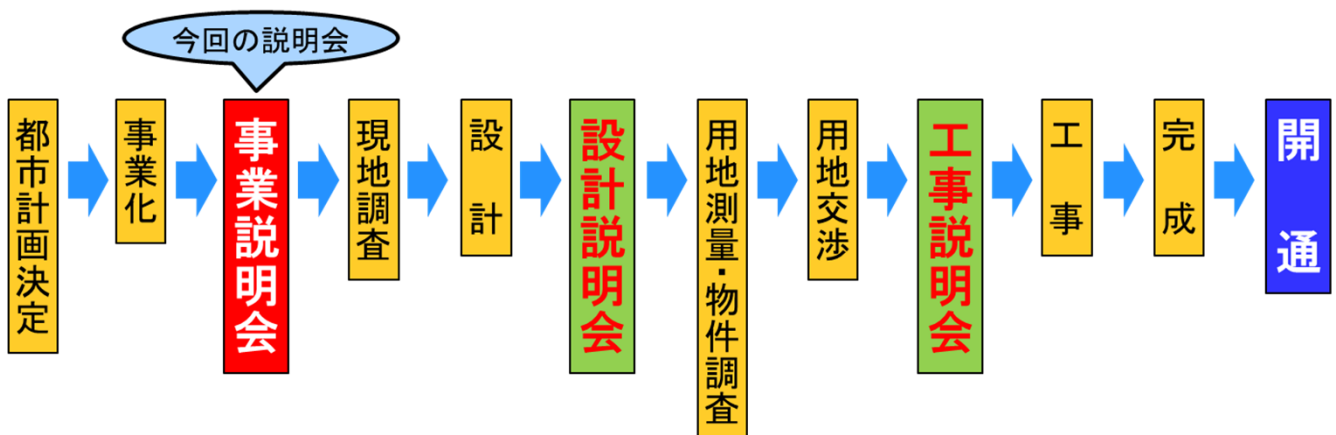 今回の説明会
都市計画決定
事業化
事業説明会
現地調査
設計
設計説明会
用地測量・物件調査
用地交渉
工事説明会
工事
完成
開通